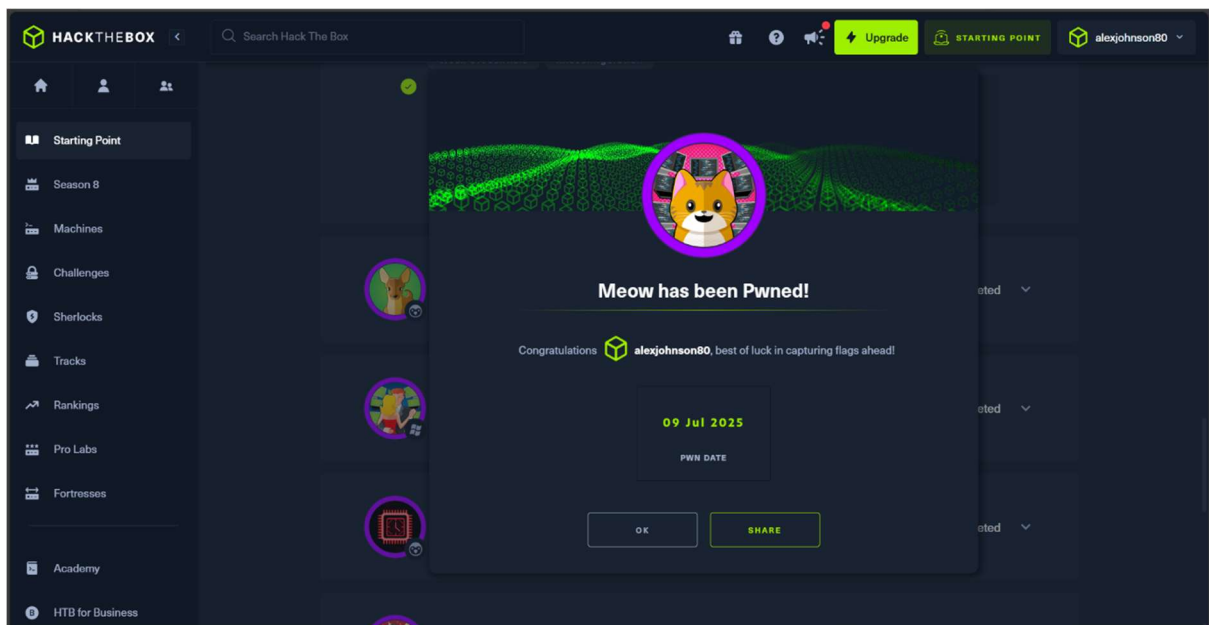 HACKTHEBOX
Search Hack The Box
Upgrade
STARTING POINT
alexjohnson80
Starting Point
Season 8
Machines
Challenges
Sherlocks
Tracks
Rankings
Pro Labs
Fortresses
Academy
HTB for Business
Meow has been Pwned!
Congratulations alexjohnson80, best of luck in capturing flags ahead!
09 Jul 2025
PWN DATE
OK
SHARE
eted
eted
eted